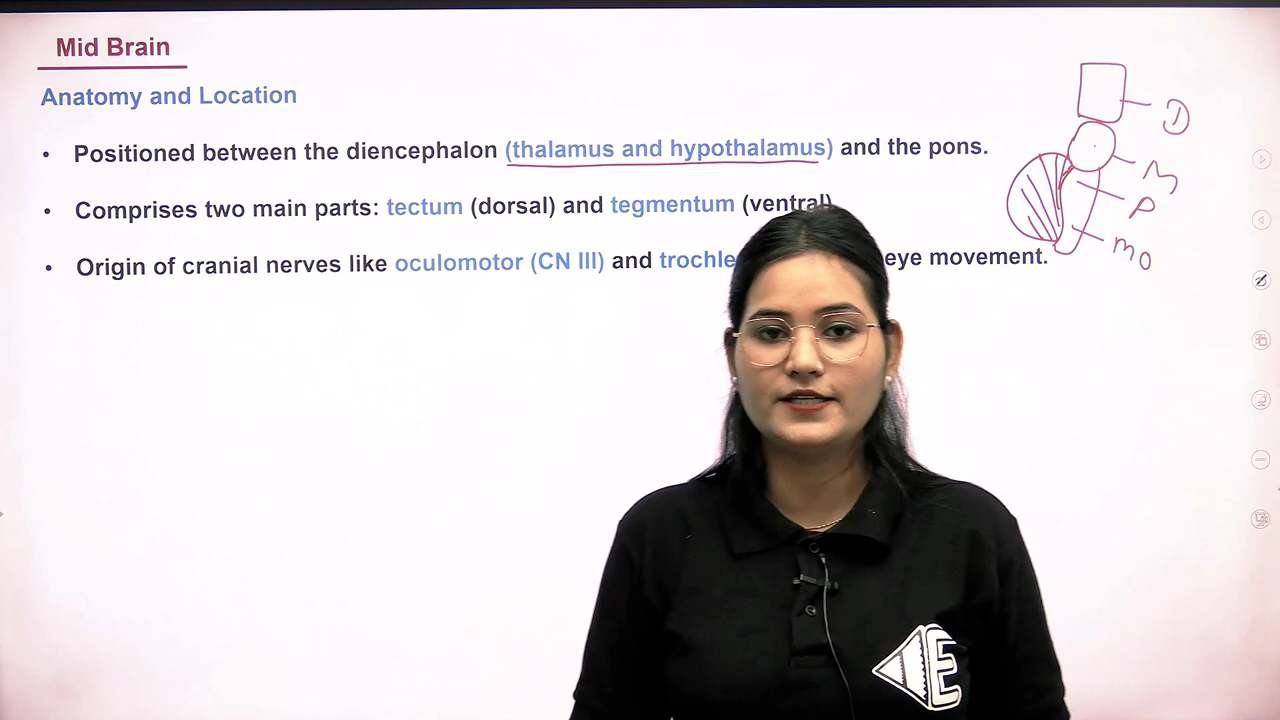 Mid Brain
Anatomy and Location
• Positioned between the diencephalon (thalamus and hypothalamus) and the pons.
• Comprises two main parts: tectum (dorsal) and tegmentum (ventral)
• Origin of cranial nerves like oculomotor (CN III) and eye movement.
D
M
P
MO
E